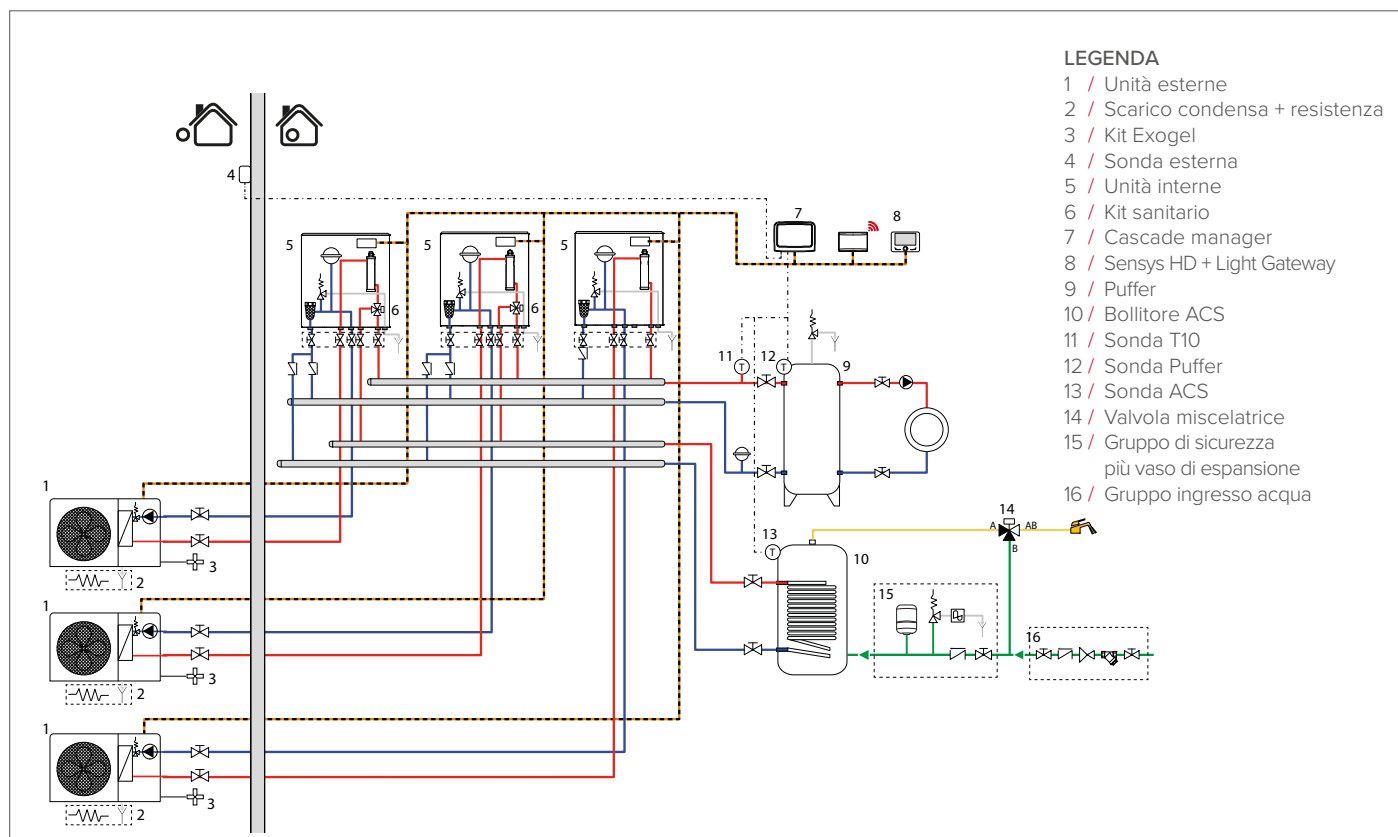 LEGENDA
1 / Unità esterne
2 / Scarico condensa + resistenza
3 / Kit Exogel
4 / Sonda esterna
5 / Unità interne
6 / Kit sanitario
7 / Cascade manager
8 / Sensys HD + Light Gateway
9 / Puffer
10 / Bollitore ACS
11 / Sonda T10
12 / Sonda Puffer
13 / Sonda ACS
14 / Valvola miscelatrice
15 / Gruppo di sicurezza
più vaso di espansione
16 / Gruppo ingresso acqua
4
7
8
5
5
5
6
6
11
T
12
T
9
1
3
2
1
3
2
1
3
2
13
T
10
14
A
AB
B
15
16